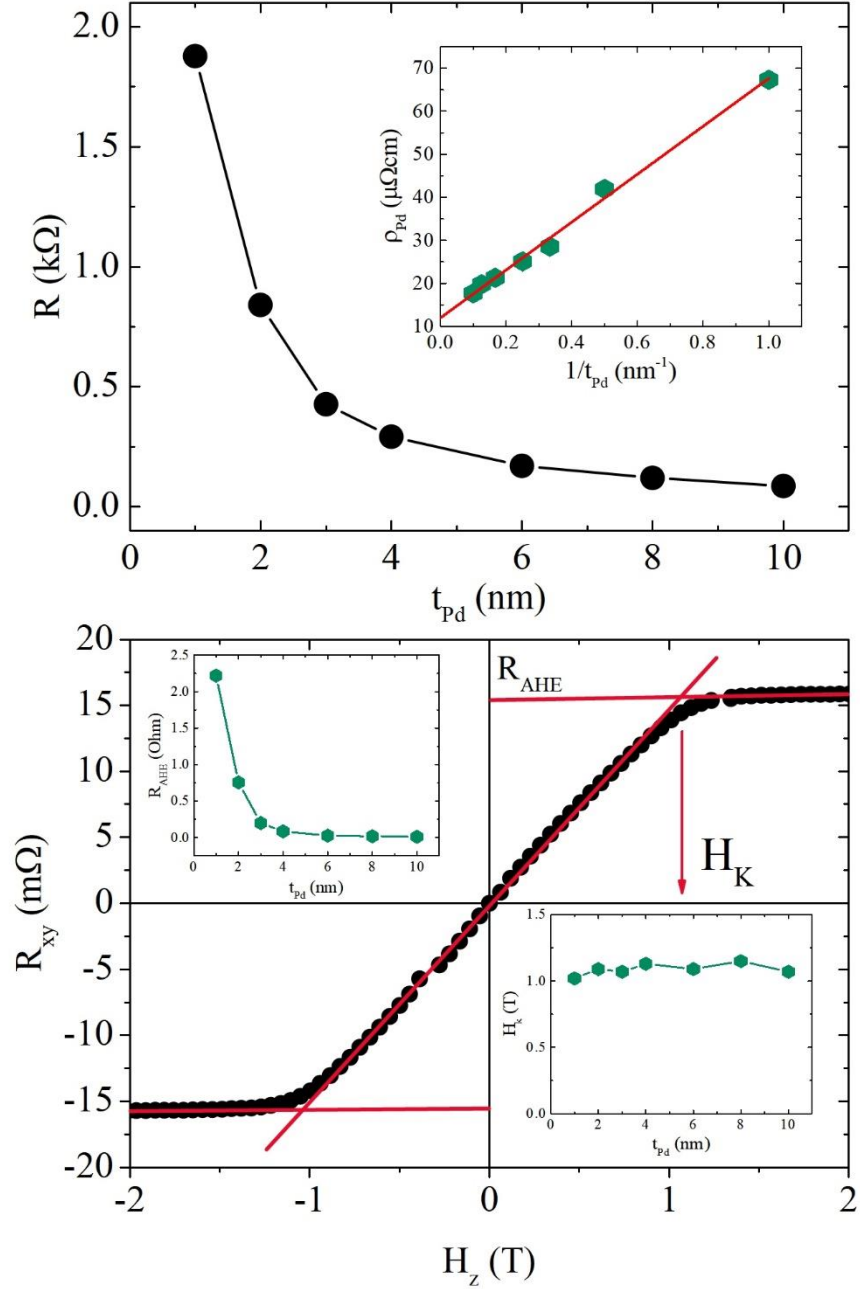 2.0
1.5
1.0
0.5
0.0
R (kΩ)
0 2 4 6 8 10
t_Pd (nm)
70
60
50
40
30
20
10
ρ_Pd (μΩcm)
0.0 0.2 0.4 0.6 0.8 1.0
1/t_Pd (nm⁻¹)
20
15
10
5
0
-5
-10
-15
-20
R_xy (mΩ)
-2 -1 0 1 2
H_z (T)
R_AHE
H_K
2.5
2.0
1.5
1.0
0.5
0.0
R_AHE (Ohm)
0 2 4 6 8 10
t_Pd (nm)
1.5
1.0
0.5
0.0
H_K (T)
0 2 4 6 8 10
t_Pd (nm)